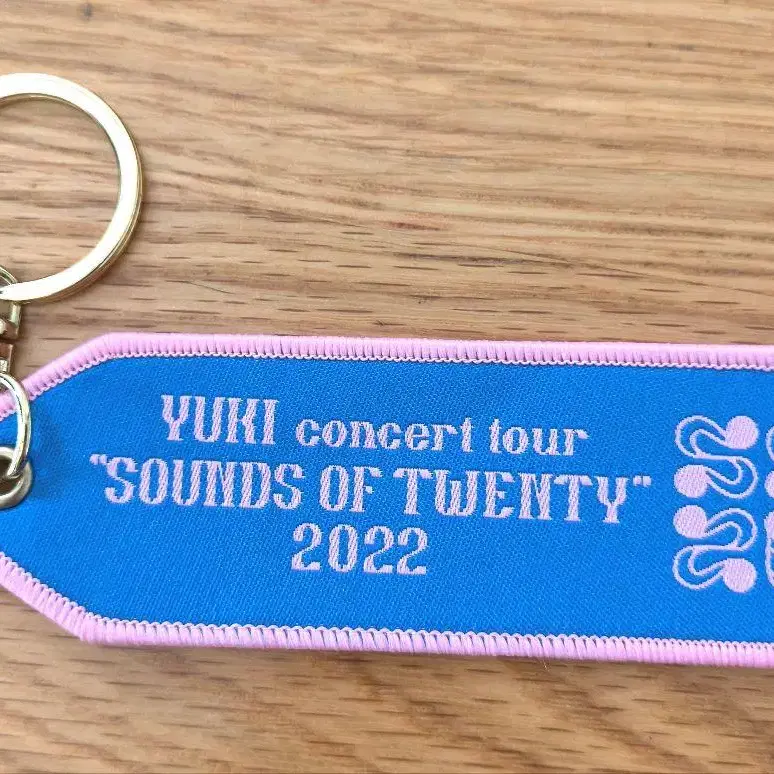 YUKI concert tour
"SOUNDS OF TWENTY"
2022